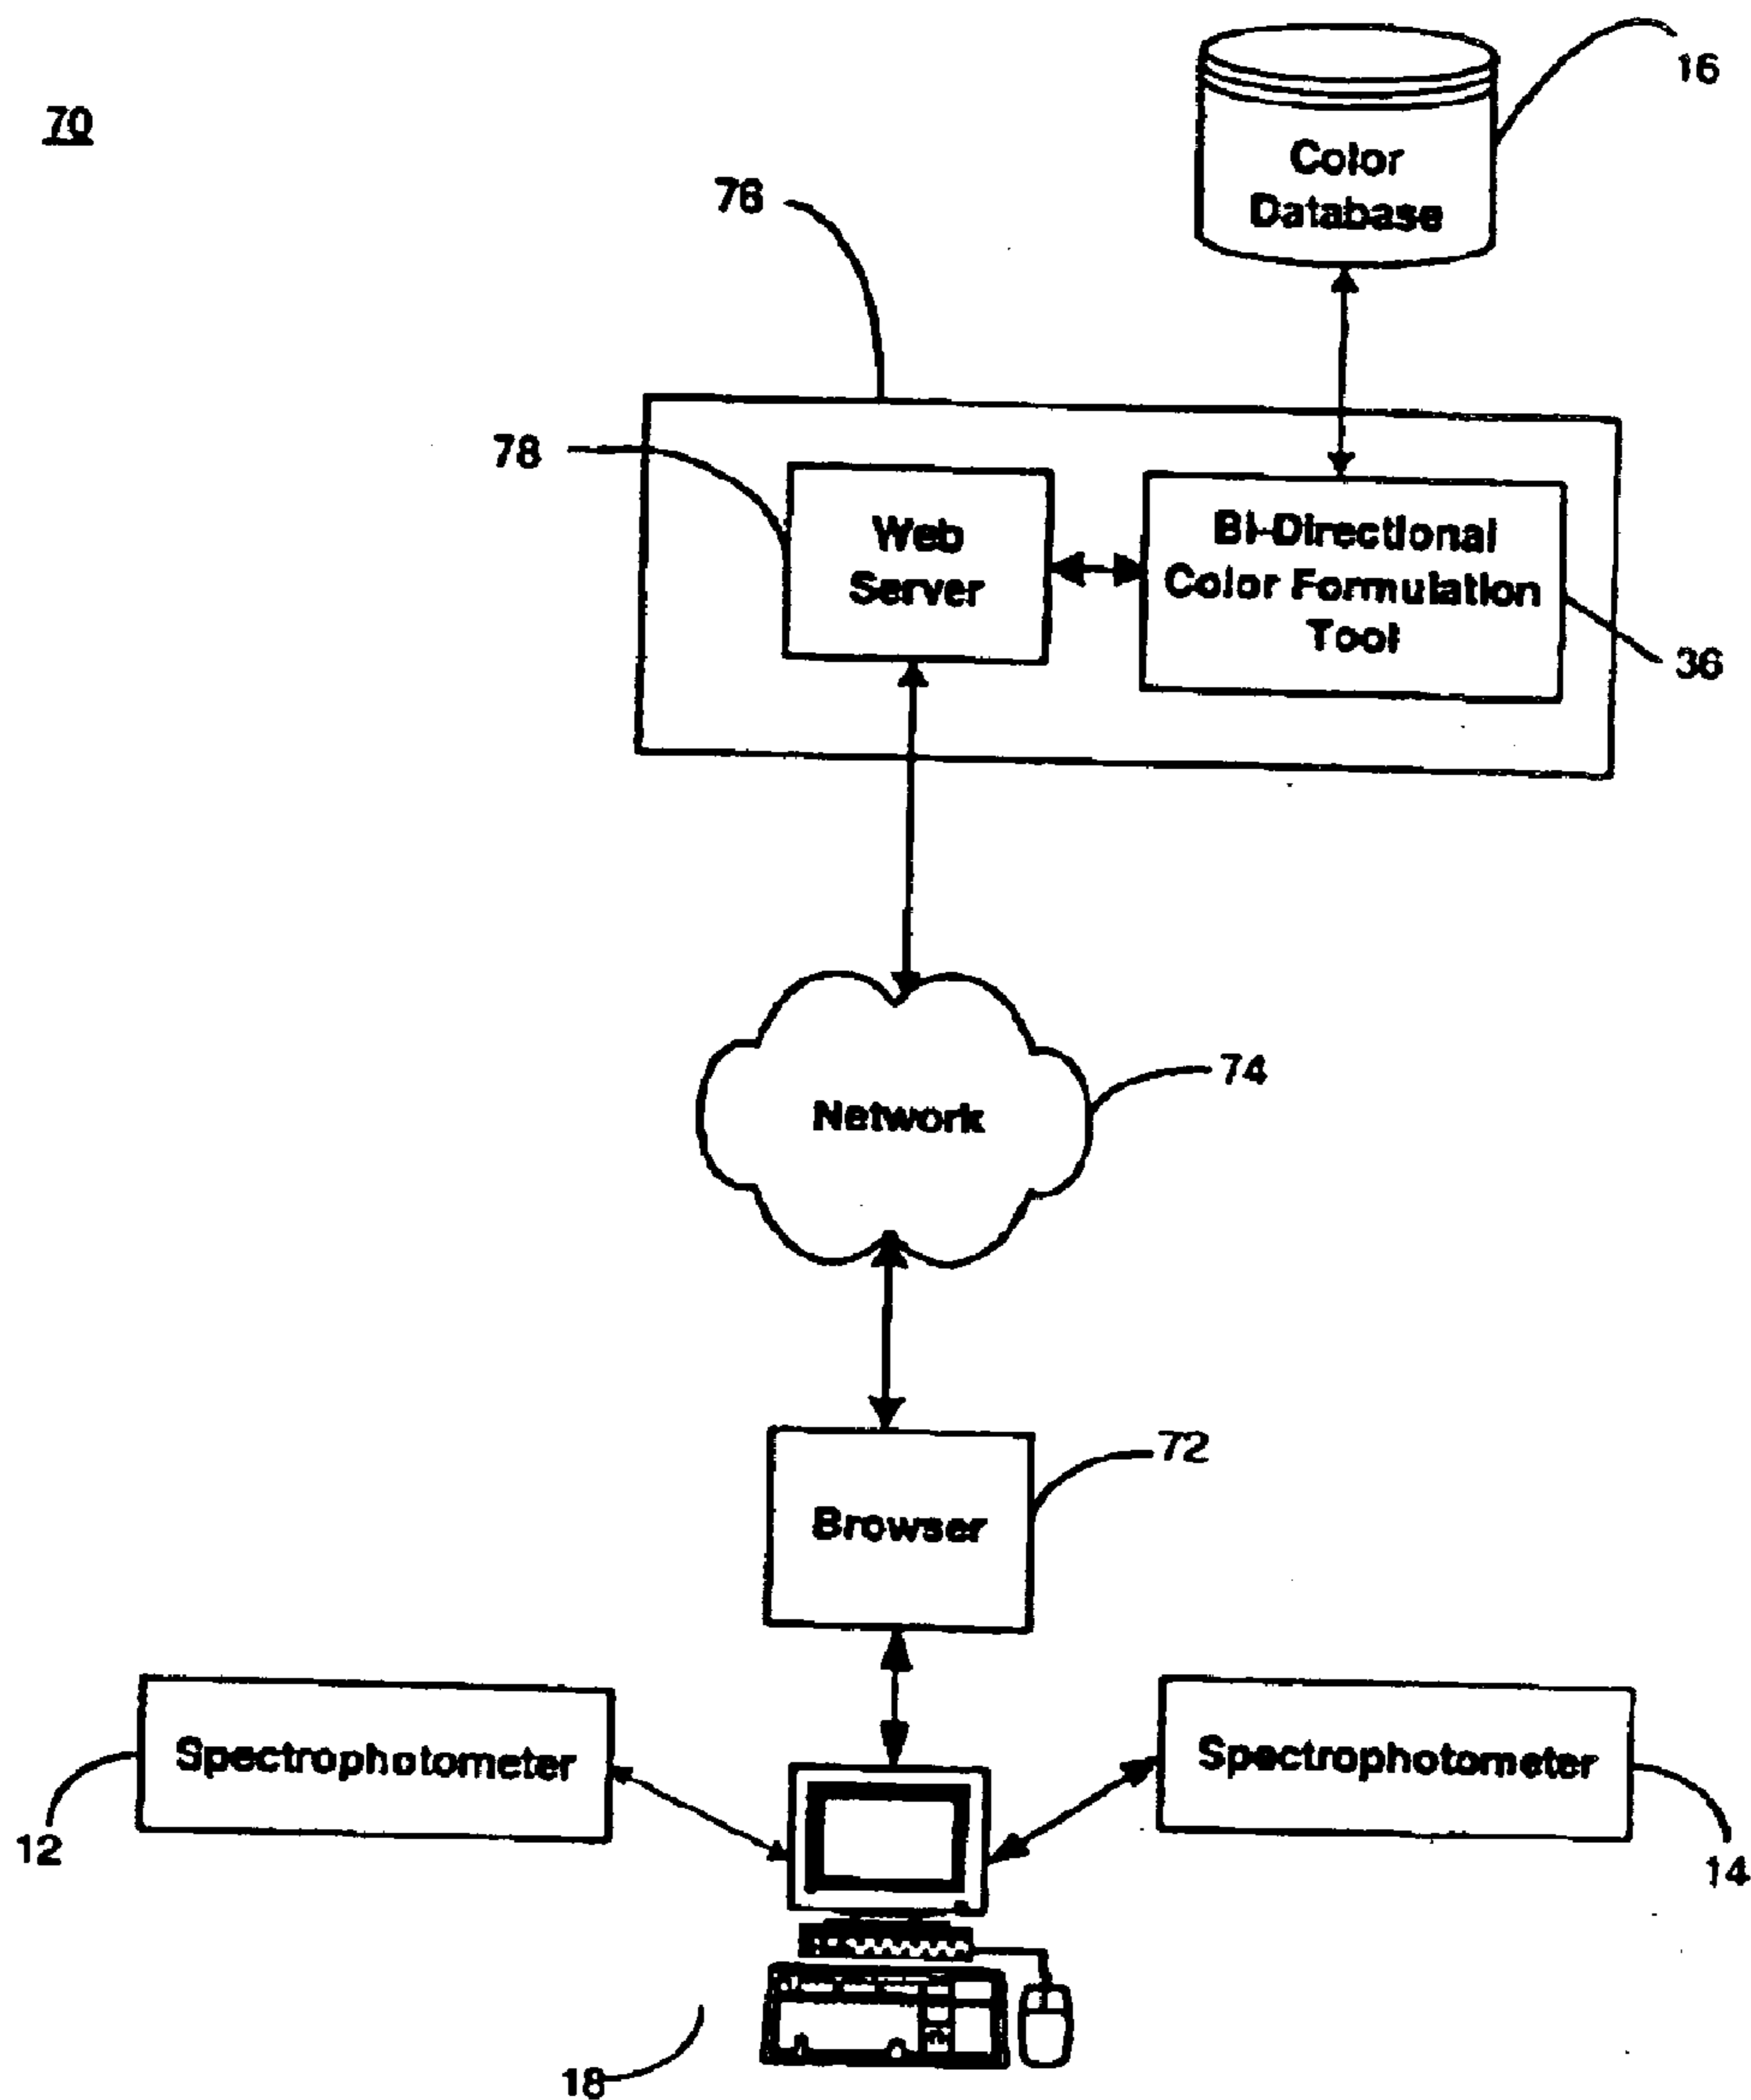 16
70
Color
Database
76
78
Web
Server
Bi-Directional
Color Formulation
Tool
36
Network
74
72
Browser
Spectrophotometer
Spectrophotometer
12
14
18